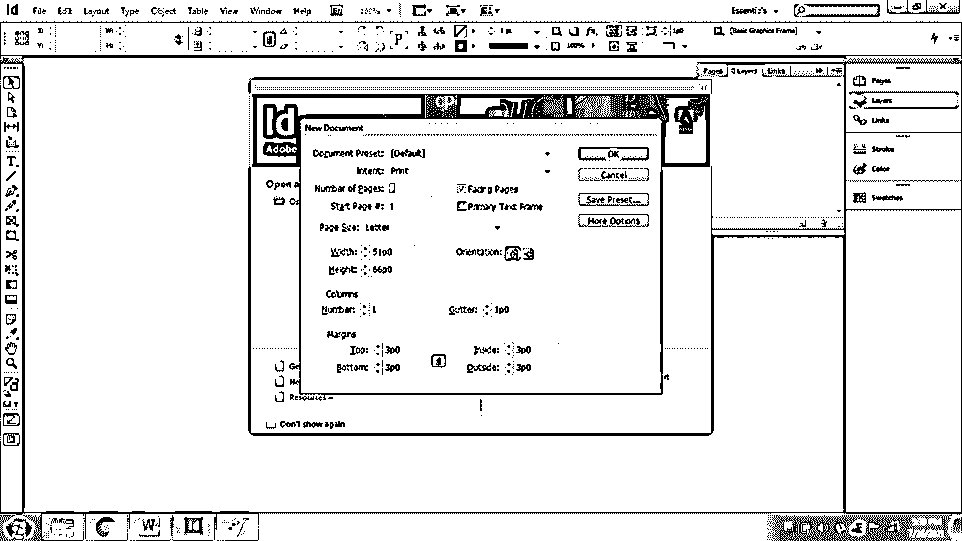 Id File Edit Layout Type Object Table View Window Help
[Basic Graphics Frame]
Pages Layers Links
Pages
Layers
Links
Stroke
Color
Swatches
Id
Adobe
New Document
Document Preset: [Default] OK
Intent: Print Cancel
Number of Pages: Facing Pages
Start Page #: 1 Primary Text Frame Save Preset...
More Options
Page Size: Letter
Width: 51p0 Orientation:
Height: 66p0
Columns
Number: 1 Gutter: 1p0
Margins
Top: 3p0 Inside: 3p0
Bottom: 3p0 Outside: 3p0
Open a
Ge
Resources
Don't show again
W